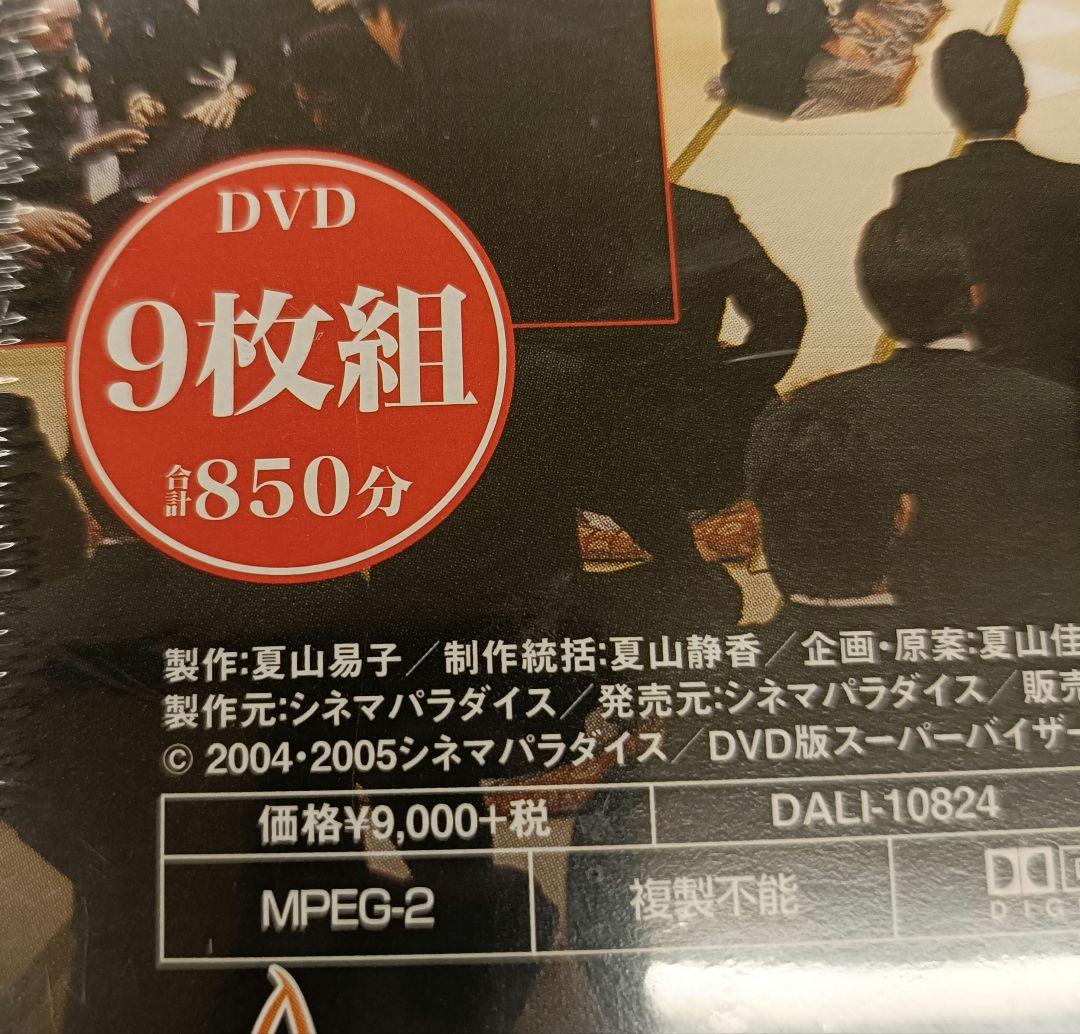 DVD
9枚組
合計850分
製作:夏山易子／制作統括:夏山静香／企画・原案:夏山佳
製作元:シネマパラダイス／発売元:シネマパラダイス／販売
© 2004・2005シネマパラダイス／DVD版スーパーバイザー
価格¥9,000+税
DALI-10824
MPEG-2
複製不能
DIG